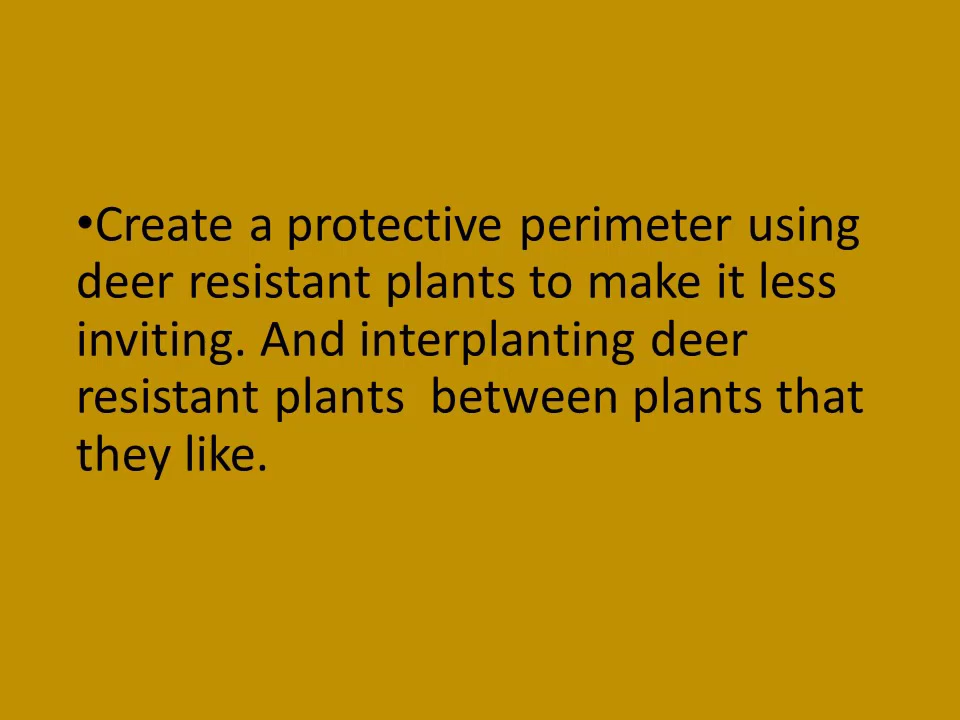 •Create a protective perimeter using
deer resistant plants to make it less
inviting. And interplanting deer
resistant plants  between plants that
they like.